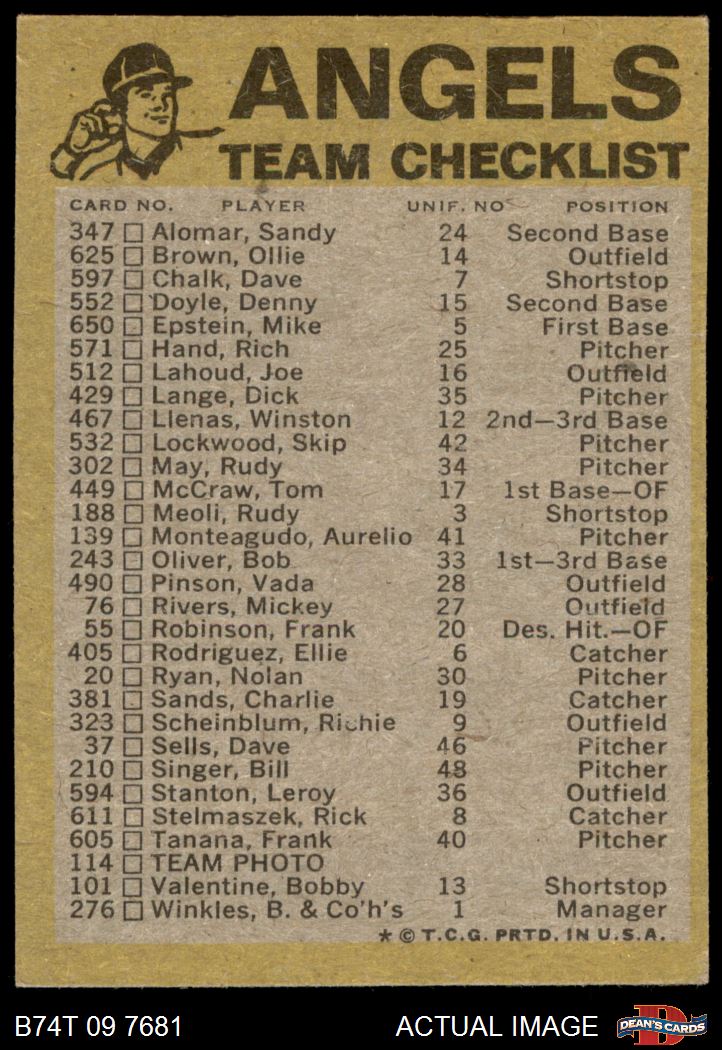 ANGELS
TEAM CHECKLIST
CARD NO. PLAYER UNIF. NO POSITION
347 Alomar, Sandy 24 Second Base
625 Brown, Ollie 14 Outfield
597 Chalk, Dave 7 Shortstop
552 Doyle, Denny 15 Second Base
650 Epstein, Mike 5 First Base
571 Hand, Rich 25 Pitcher
512 Lahoud, Joe 16 Outfield
429 Lange, Dick 35 Pitcher
467 Llenas, Winston 12 2nd—3rd Base
532 Lockwood, Skip 42 Pitcher
302 May, Rudy 34 Pitcher
449 McCraw, Tom 17 1st Base—OF
188 Meoli, Rudy 3 Shortstop
139 Monteagudo, Aurelio 41 Pitcher
243 Oliver, Bob 33 1st—3rd Base
490 Pinson, Vada 28 Outfield
76 Rivers, Mickey 27 Outfield
55 Robinson, Frank 20 Des. Hit.—OF
405 Rodriguez, Ellie 6 Catcher
20 Ryan, Nolan 30 Pitcher
381 Sands, Charlie 19 Catcher
323 Scheinblum, Richie 9 Outfield
37 Sells, Dave 46 Pitcher
210 Singer, Bill 48 Pitcher
594 Stanton, Leroy 36 Outfield
611 Stelmaszek, Rick 8 Catcher
605 Tanana, Frank 40 Pitcher
114 TEAM PHOTO
101 Valentine, Bobby 13 Shortstop
276 Winkles, B. & Co'h's 1 Manager
* © T.C.G. PRTD. IN U.S.A.
B74T 09 7681 ACTUAL IMAGE D DEAN'S CARDS